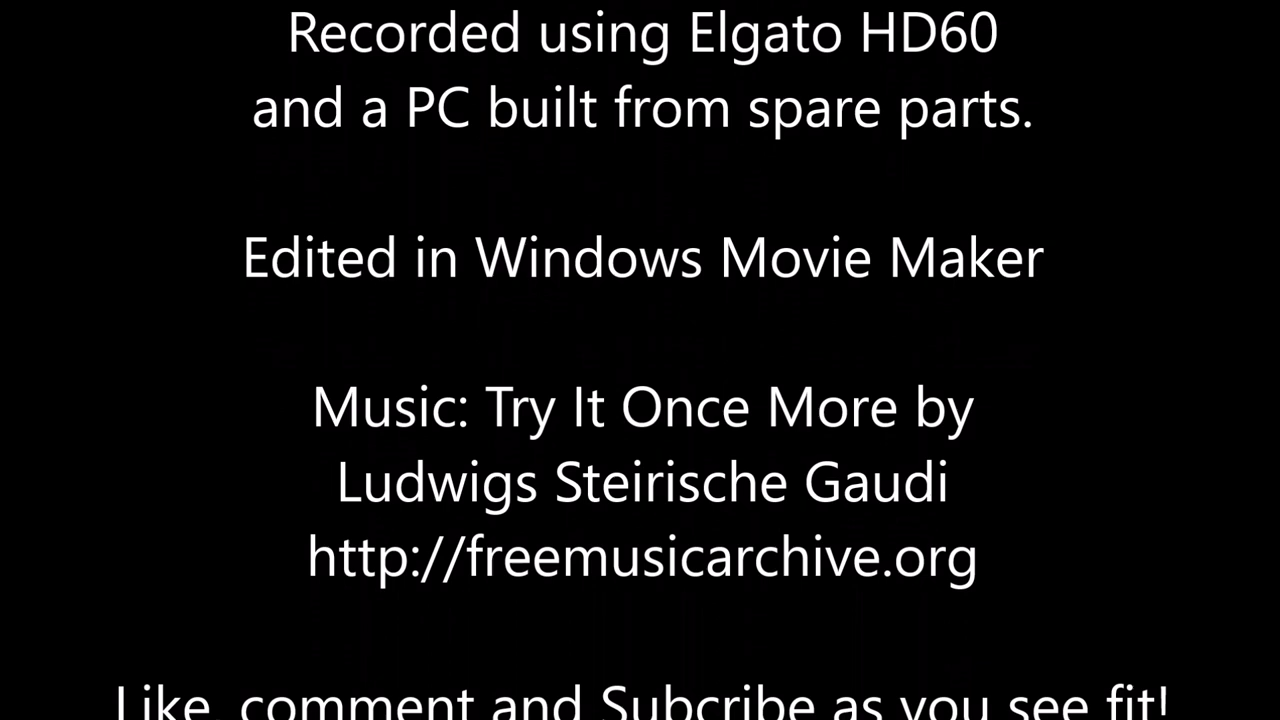 Recorded using Elgato HD60
and a PC built from spare parts.
Edited in Windows Movie Maker
Music: Try It Once More by
Ludwigs Steirische Gaudi
http://freemusicarchive.org
Like, comment and Subcribe as you see fit!